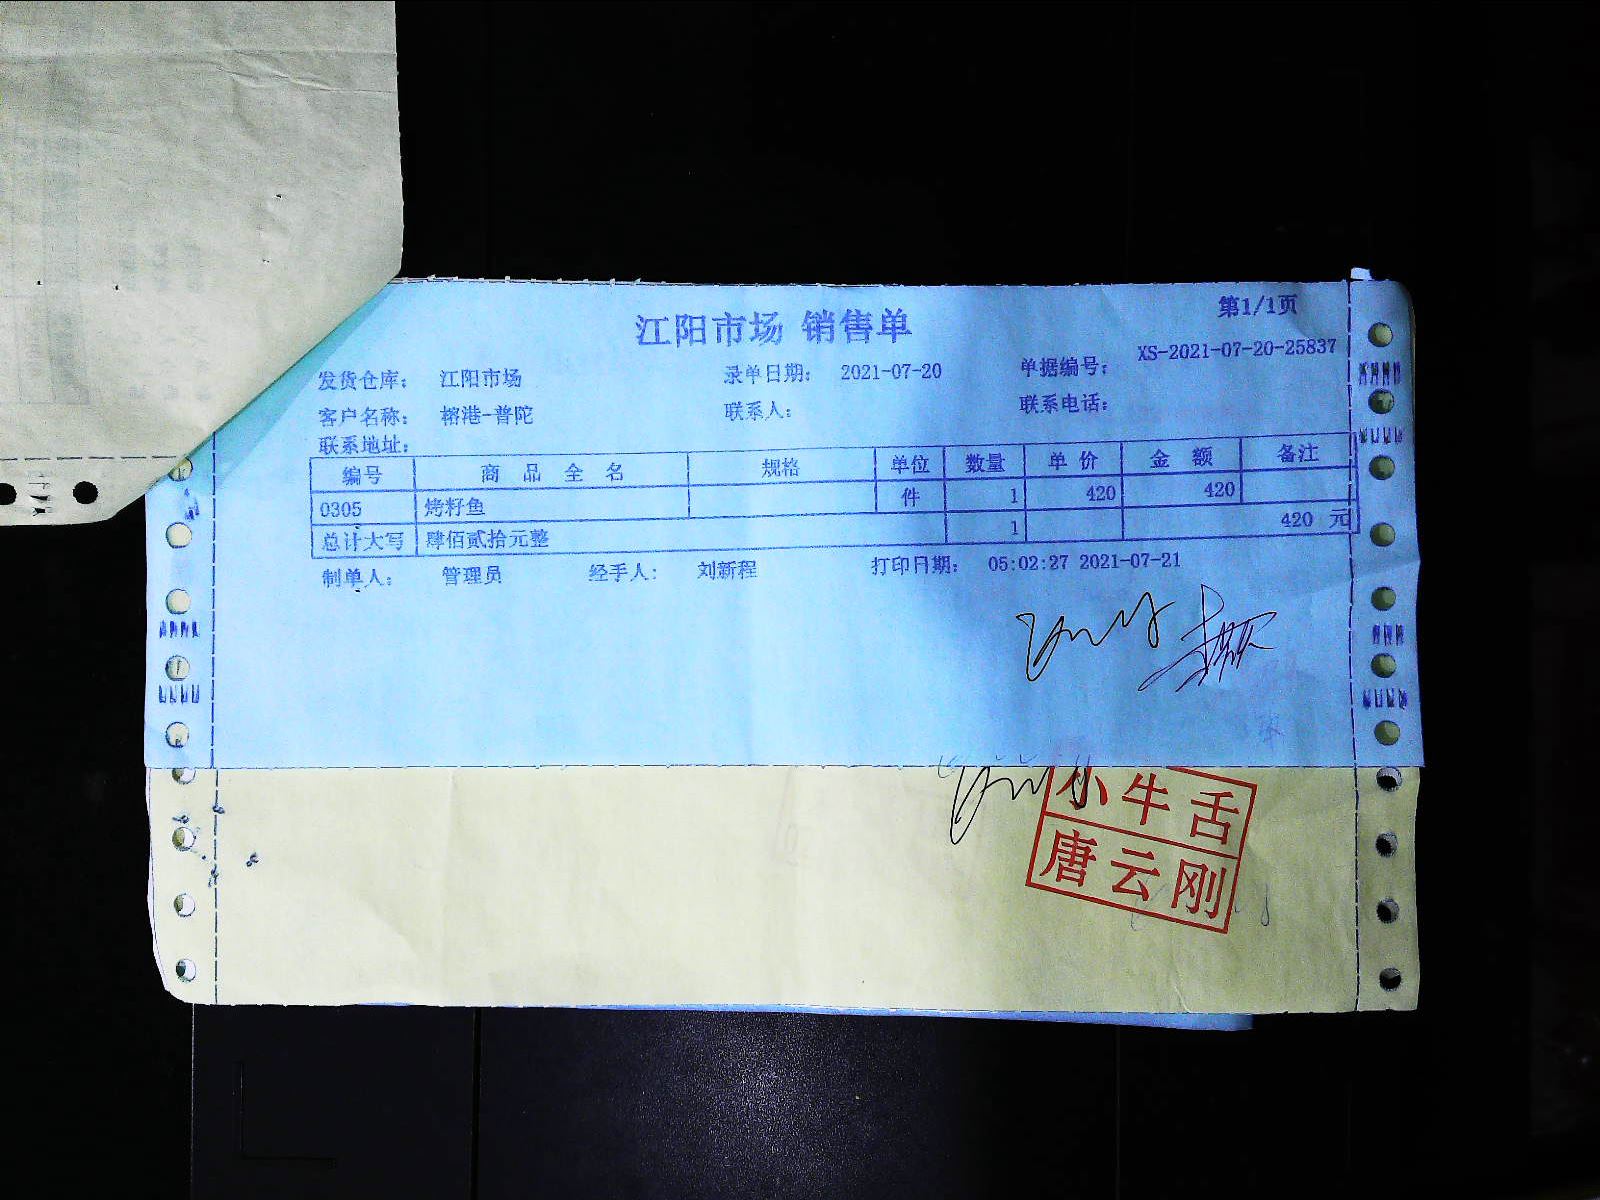 第1/1页
江阳市场 销售单
发货仓库： 江阳市场 录单日期： 2021-07-20 单据编号： XS-2021-07-20-25837
客户名称： 榕港-普陀 联系人： 联系电话：
联系地址：
编号 商 品 全 名 规格 单位 数量 单 价 金 额 备注
0305 烤籽鱼 件 1 420 420
总计大写 肆佰贰拾元整 1 420 元
制单人： 管理员 经手人： 刘新程 打印日期： 05:02:27 2021-07-21
小牛舌
唐云刚